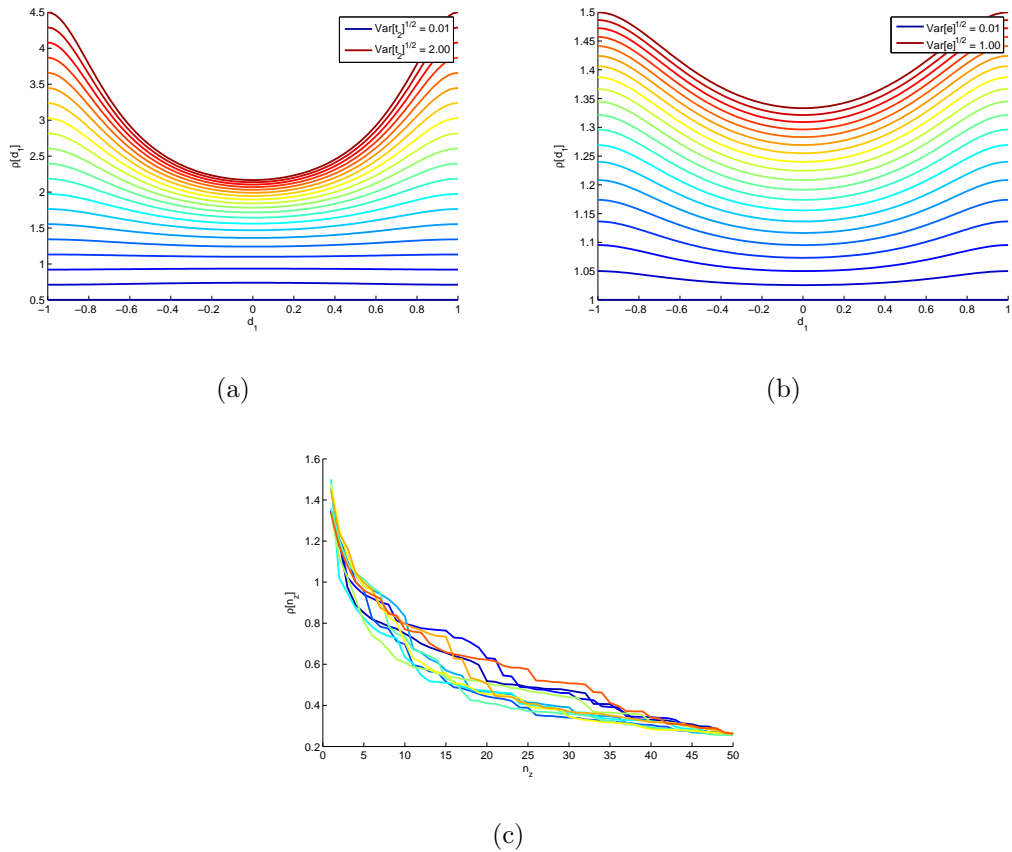 4.5
4
3.5
3
2.5
2
1.5
1
0.5
ρ[d₁]
−1 −0.8 −0.6 −0.4 −0.2 0 0.2 0.4 0.6 0.8 1
d₁
Var[t₂]^1/2 = 0.01
Var[t₂]^1/2 = 2.00
(a)
1.5
1.45
1.4
1.35
1.3
1.25
1.2
1.15
1.1
1.05
1
ρ[d₁]
−1 −0.8 −0.6 −0.4 −0.2 0 0.2 0.4 0.6 0.8 1
d₁
Var[e]^1/2 = 0.01
Var[e]^1/2 = 1.00
(b)
1.6
1.4
1.2
1
0.8
0.6
0.4
0.2
ρ[n_z]
0 5 10 15 20 25 30 35 40 45 50
n_z
(c)